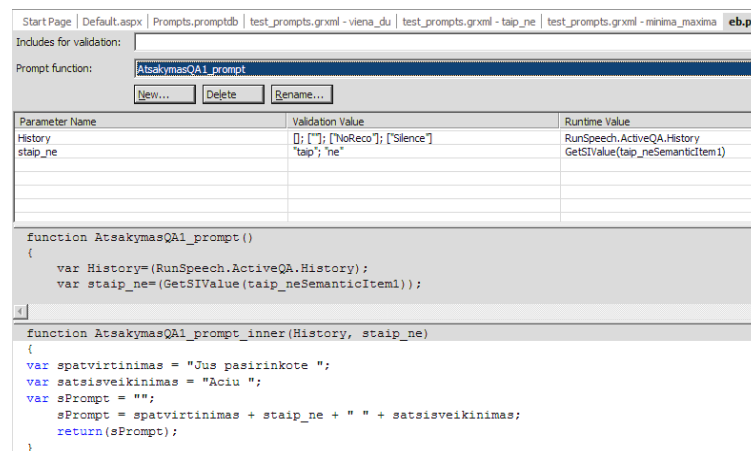 Start Page | Default.aspx | Prompts.promptdb | test_prompts.grxml - viena_du | test_prompts.grxml - taip_ne | test_prompts.grxml - minima_maxima eb.p
Includes for validation:
Prompt function: AtsakymasQA1_prompt
New... Delete Rename...
Parameter Name Validation Value Runtime Value
History []; [""]; ["NoReco"]; ["Silence"] RunSpeech.ActiveQA.History
staip_ne "taip"; "ne" GetSIValue(taip_neSemanticItem1)
function AtsakymasQA1_prompt()
{
var History=(RunSpeech.ActiveQA.History);
var staip_ne=(GetSIValue(taip_neSemanticItem1));
function AtsakymasQA1_prompt_inner(History, staip_ne)
{
var spatvirtinimas = "Jus pasirinkote ";
var satsisveikinimas = "Aciu ";
var sPrompt = "";
sPrompt = spatvirtinimas + staip_ne + " " + satsisveikinimas;
return(sPrompt);
}